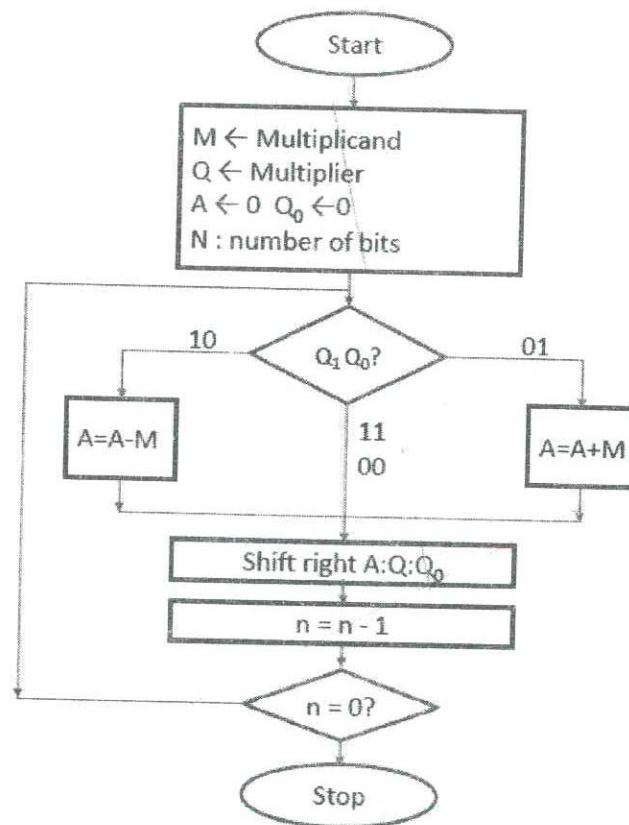 Start
M ← Multiplicand
Q ← Multiplier
A ← 0 Q₀ ← 0
N : number of bits
10
Q₁ Q₀?
01
A=A-M
11
00
A=A+M
Shift right A:Q:Q₀
n = n - 1
n = 0?
Stop